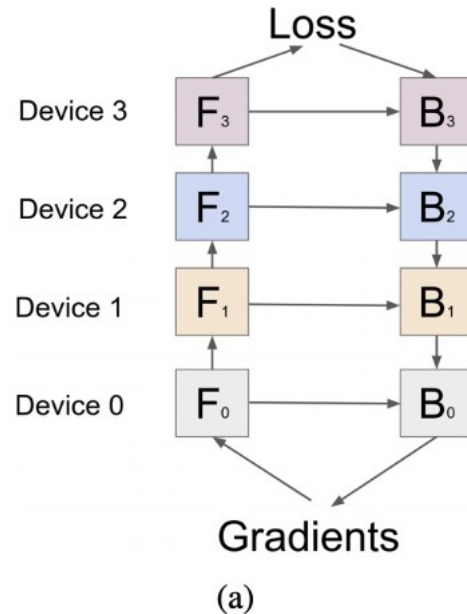 Loss
Device 3 F₃ B₃
Device 2 F₂ B₂
Device 1 F₁ B₁
Device 0 F₀ B₀
Gradients
(a)